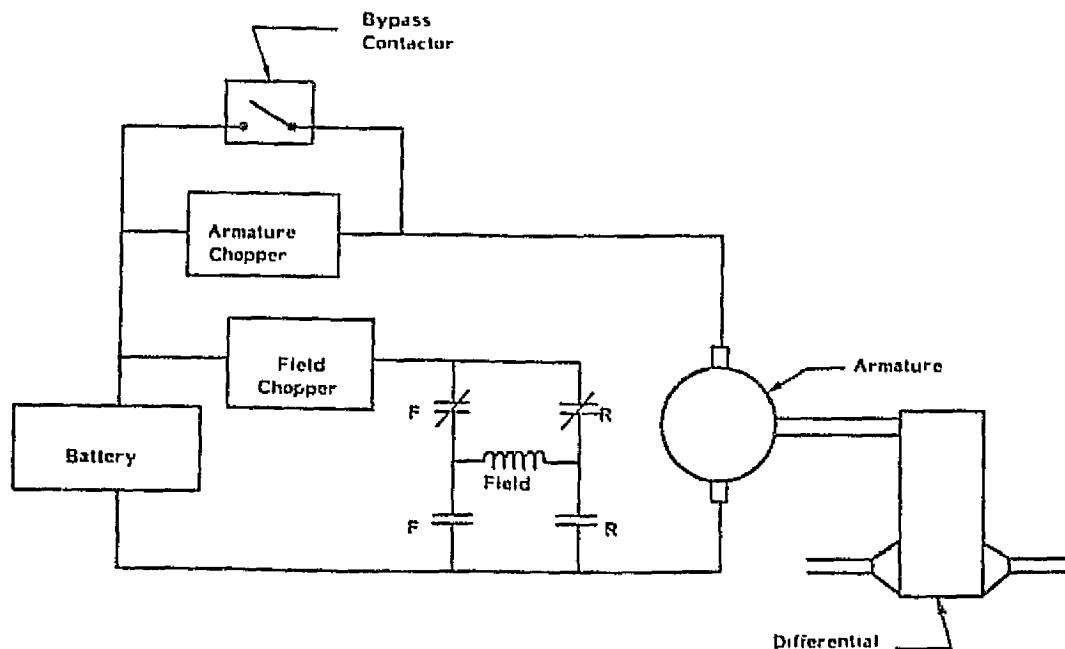 Bypass
Contactor
Armature
Chopper
Field
Chopper
Armature
F
R
Battery
Field
F
R
Differential